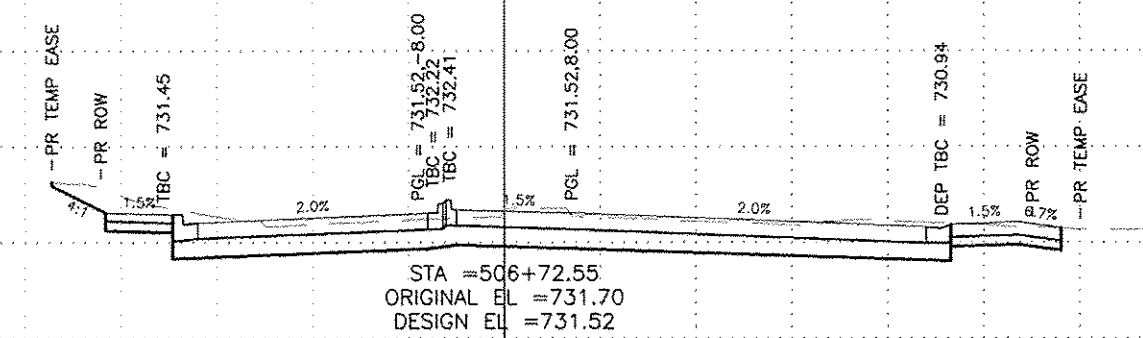 PR TEMP EASE
PR ROW
TBC = 731.45
PGL = 731.52,-8.00
TBC = 732.22
TBC = 732.41
PGL = 731.52,8.00
DEP TBC = 730.94
PR ROW
PR TEMP EASE
4:1
1.5%
2.0%
1.5%
2.0%
1.5%
6.7%
STA =506+72.55
ORIGINAL EL =731.70
DESIGN EL =731.52